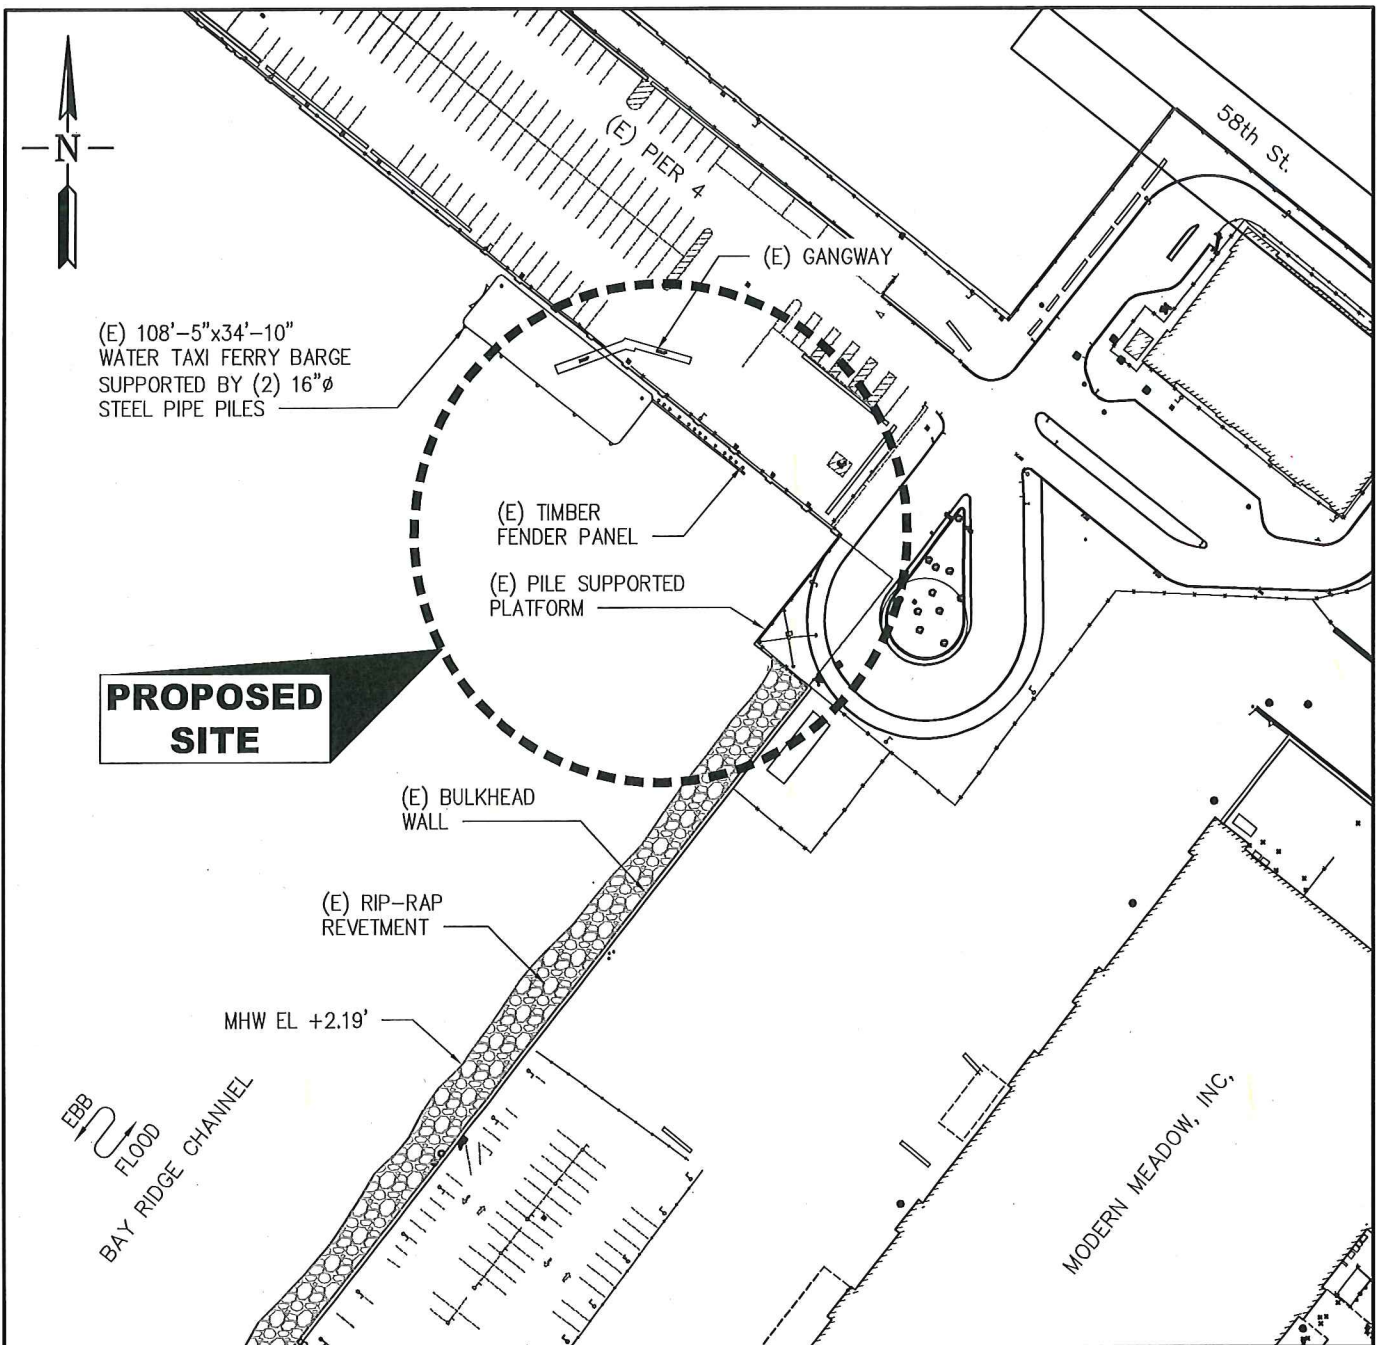 58th St.
(E) PIER 4
N
(E) GANGWAY
(E) 108'-5"x34'-10"
WATER TAXI FERRY BARGE
SUPPORTED BY (2) 16"ø
STEEL PIPE PILES
(E) TIMBER
FENDER PANEL
(E) PILE SUPPORTED
PLATFORM
PROPOSED
SITE
(E) BULKHEAD
WALL
(E) RIP-RAP
REVETMENT
MHW EL +2.19'
EBB
FLOOD
BAY RIDGE CHANNEL
MODERN MEADOW, INC,